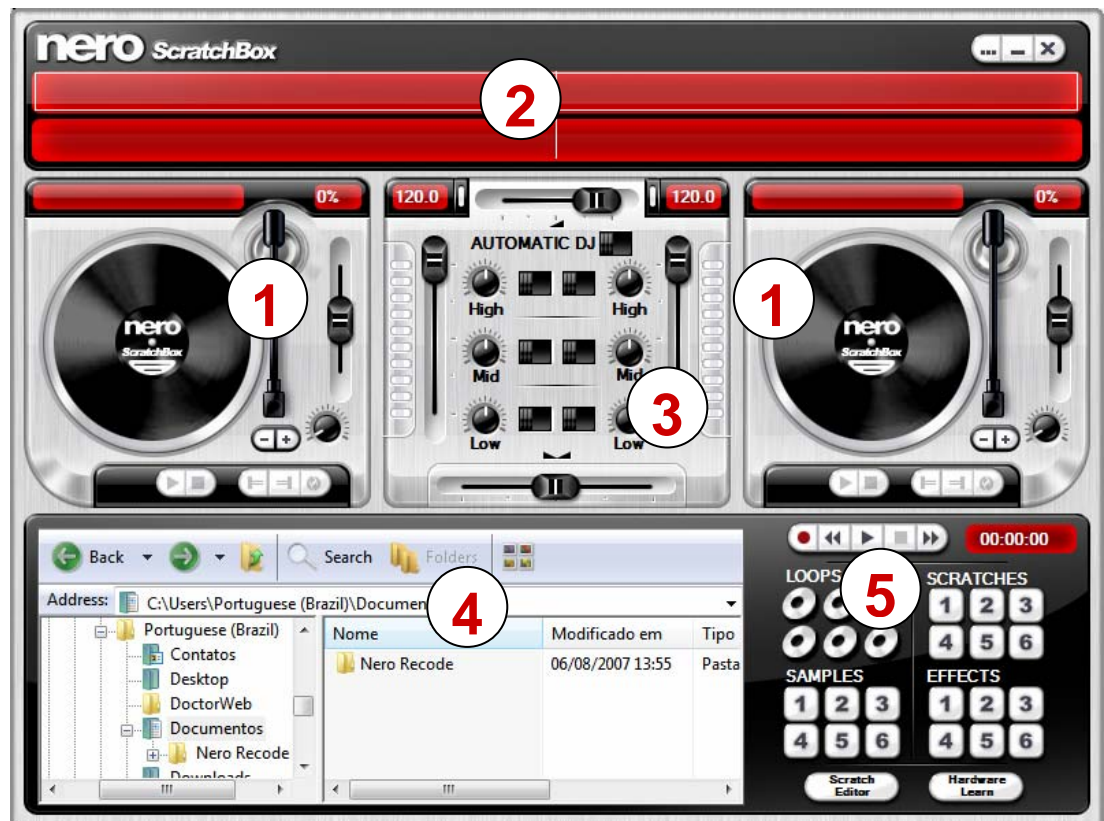 nero ScratchBox
2
0%
120.0
120.0
0%
AUTOMATIC DJ
1
1
High
High
nero
ScratchBox
nero
ScratchBox
Mid
Mid
3
Low
Low
Back
Search
Folders
00:00:00
LOOPS
5
SCRATCHES
Address:
C:\Users\Portuguese (Brazil)\Documen
4
1 2 3
4 5 6
Portuguese (Brazil)
Nome
Modificado em
Tipo
Contatos
Nero Recode
06/08/2007 13:55
Pasta
Desktop
DoctorWeb
Documentos
Nero Recode
Downloads
SAMPLES
EFFECTS
1 2 3
1 2 3
4 5 6
4 5 6
Scratch
Editor
Hardware
Learn